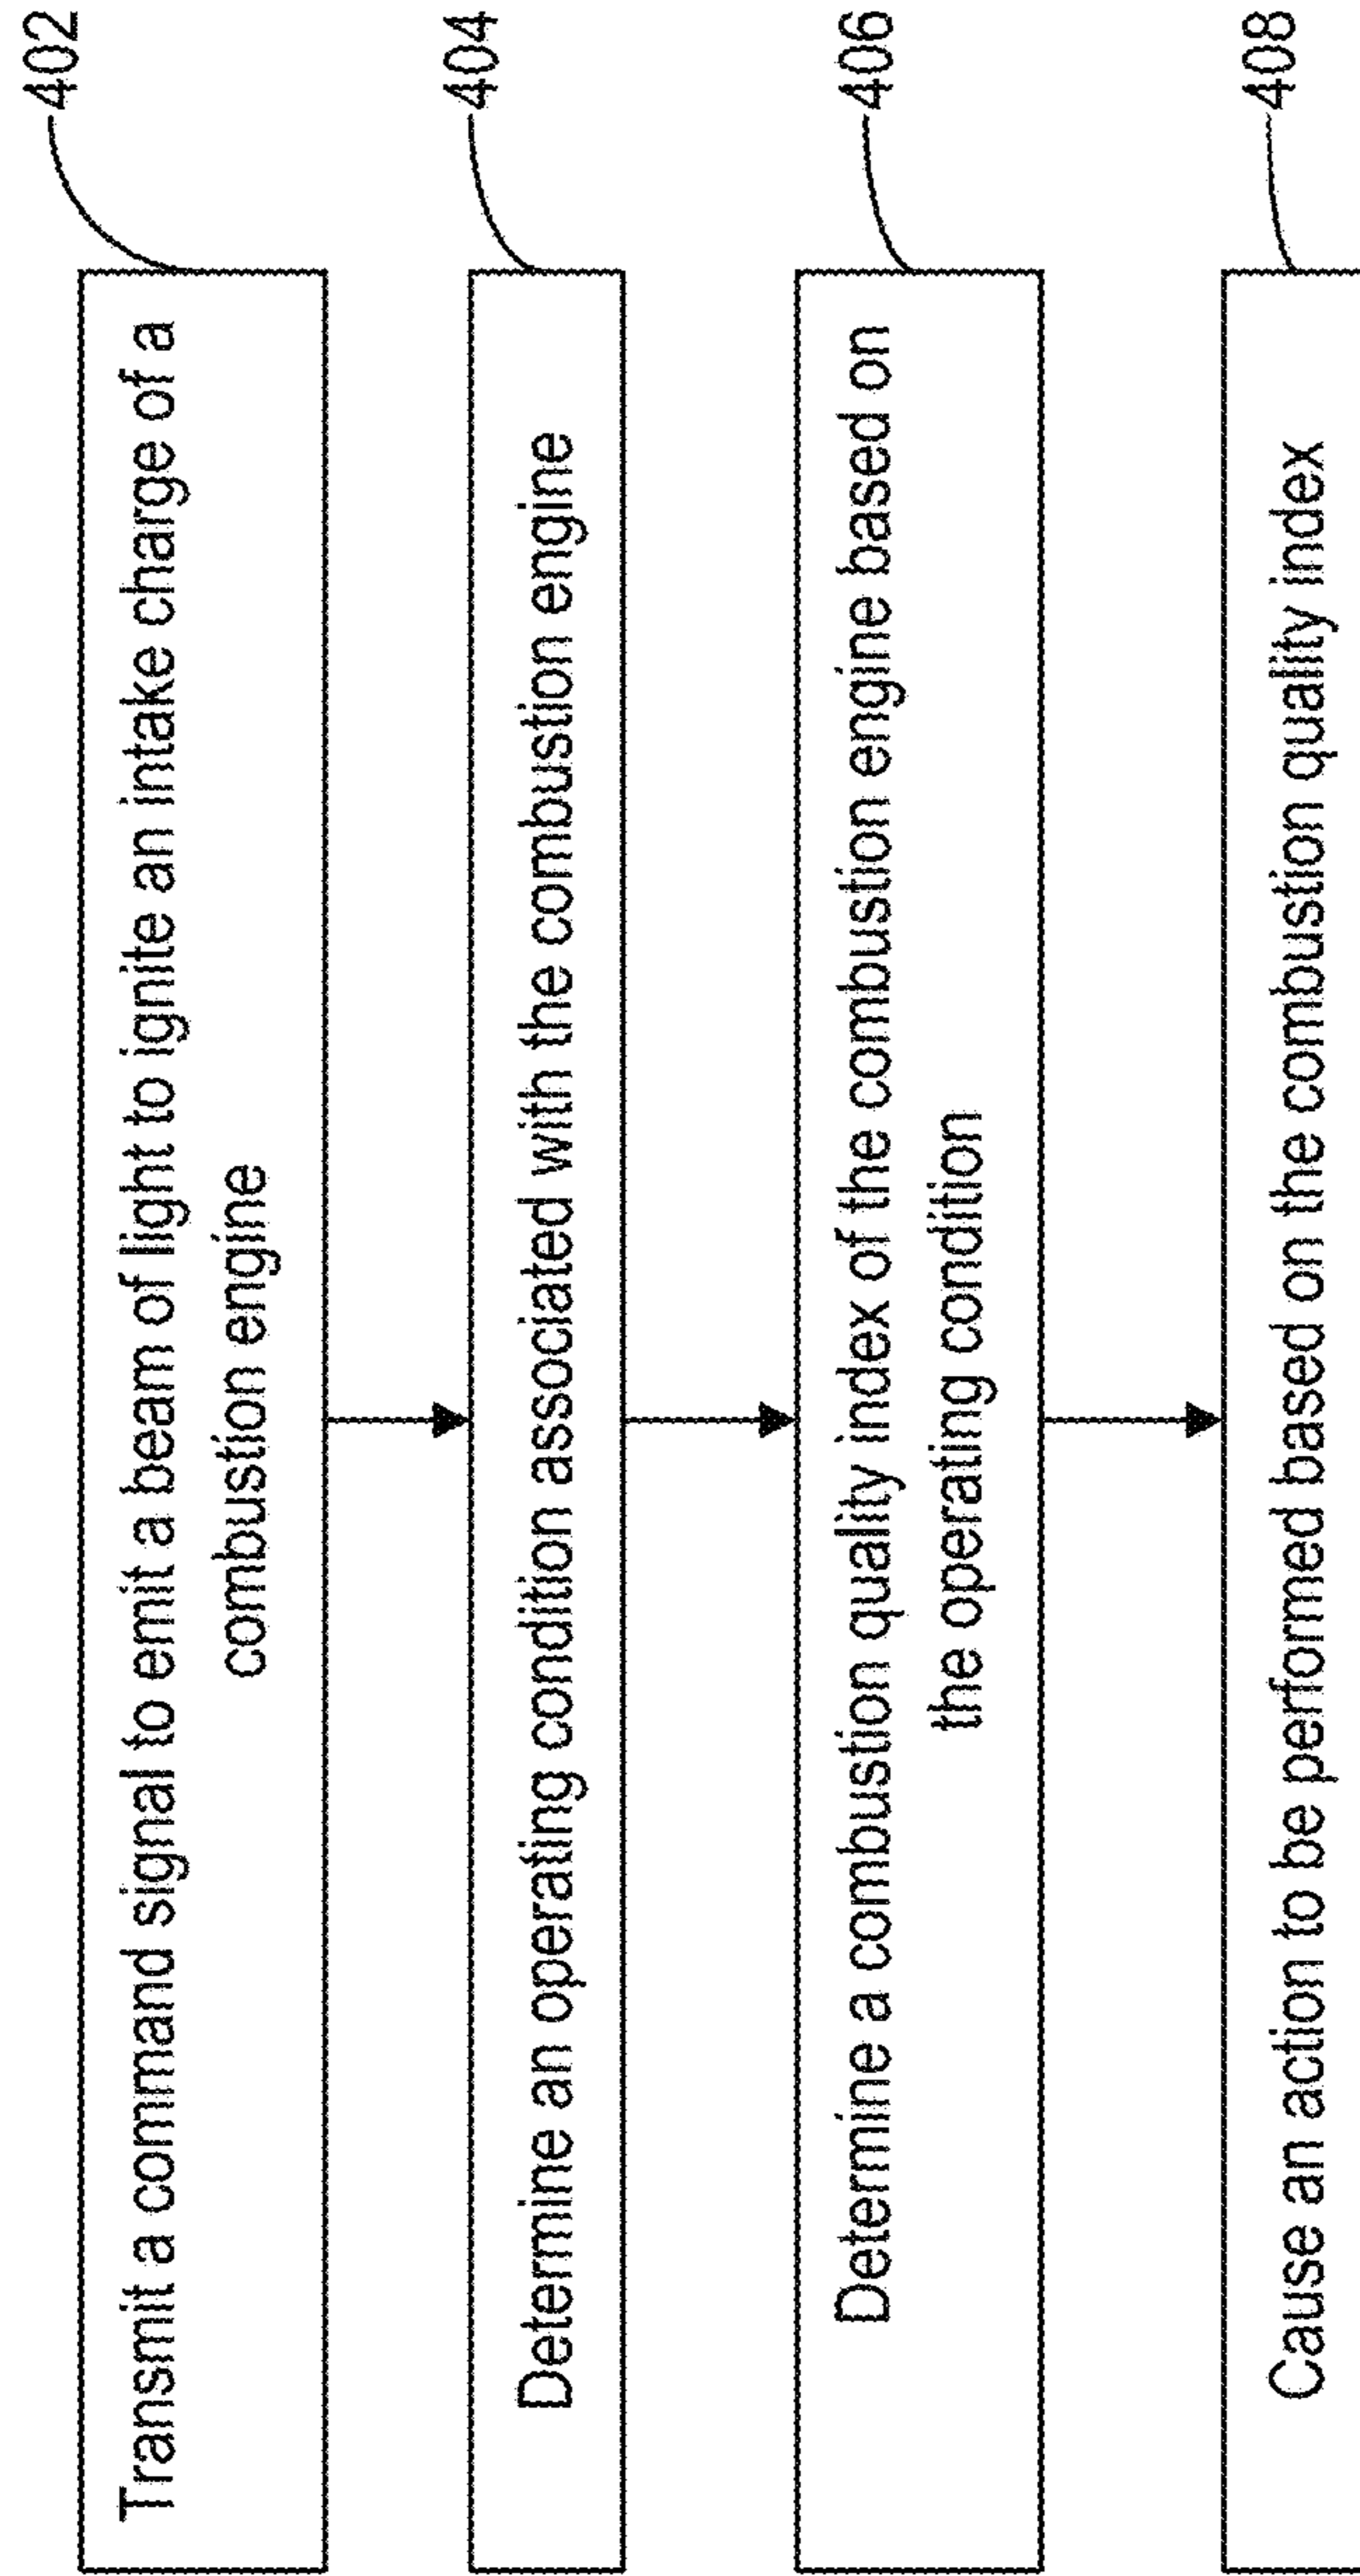 Transmit a command signal to emit a beam of light to ignite an intake charge of a
combustion engine
402
Determine an operating condition associated with the combustion engine
404
Determine a combustion quality index of the combustion engine based on
the operating condition
406
Cause an action to be performed based on the combustion quality index
408